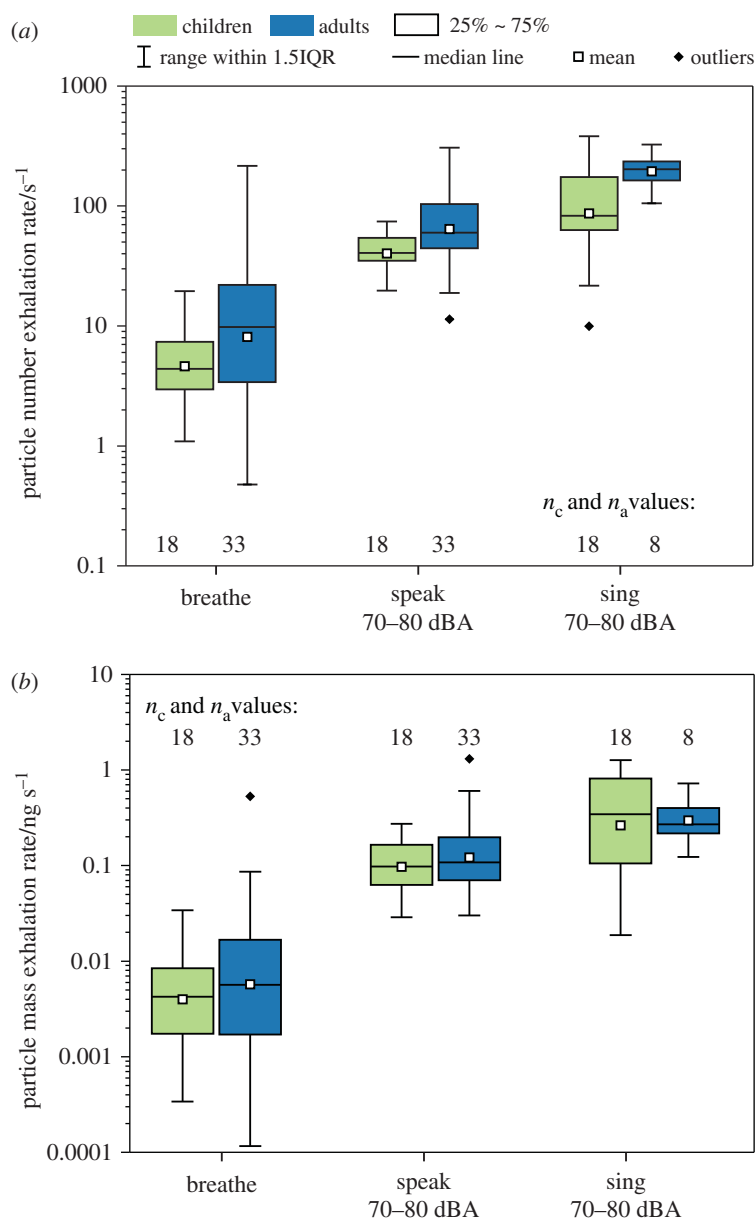 (a)
children adults 25% ~ 75%
range within 1.5IQR median line mean outliers
1000
100
10
1
0.1
particle number exhalation rate/s⁻¹
n_c and n_a values:
18 33 18 33 18 8
breathe speak sing
70–80 dBA 70–80 dBA
(b)
10
1
0.1
0.01
0.001
0.0001
particle mass exhalation rate/ng s⁻¹
n_c and n_a values:
18 33 18 33 18 8
breathe speak sing
70–80 dBA 70–80 dBA